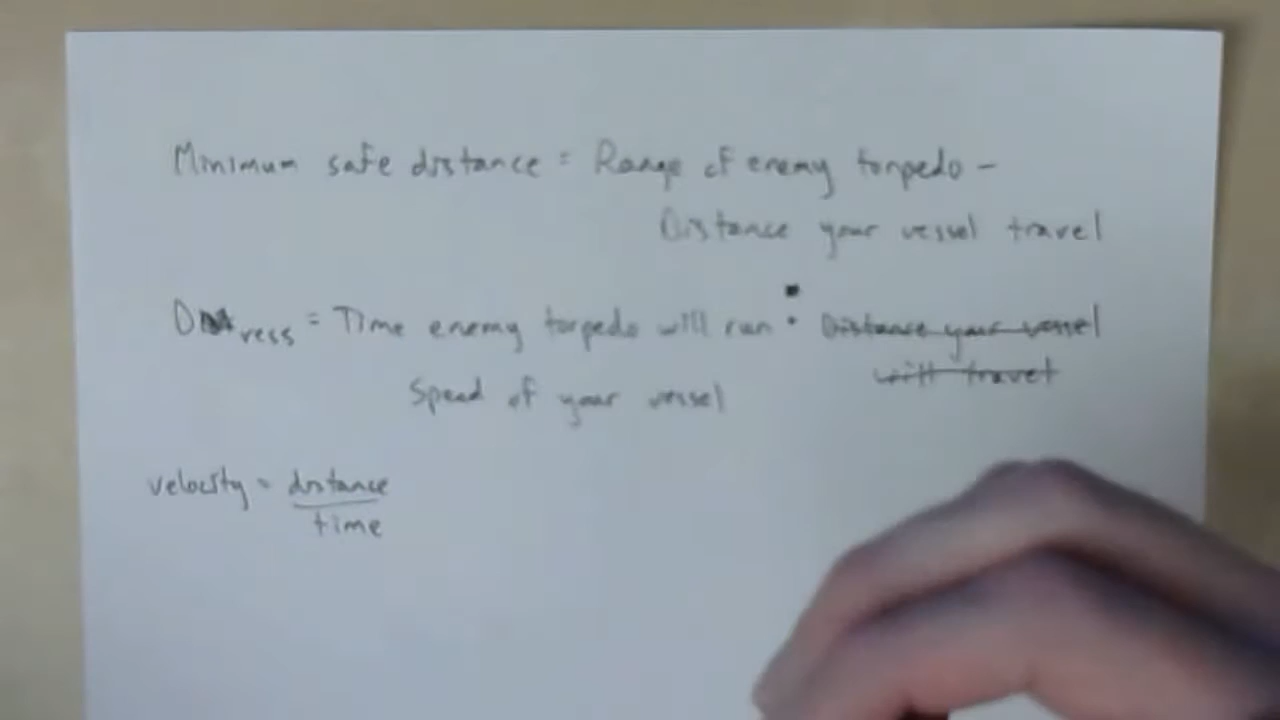 Minimum safe distance = Range of enemy torpedo -
Distance your vessel travel
D vess = Time enemy torpedo will run · Distance your vessel
will travel
Speed of your vessel
velocity = distance
time